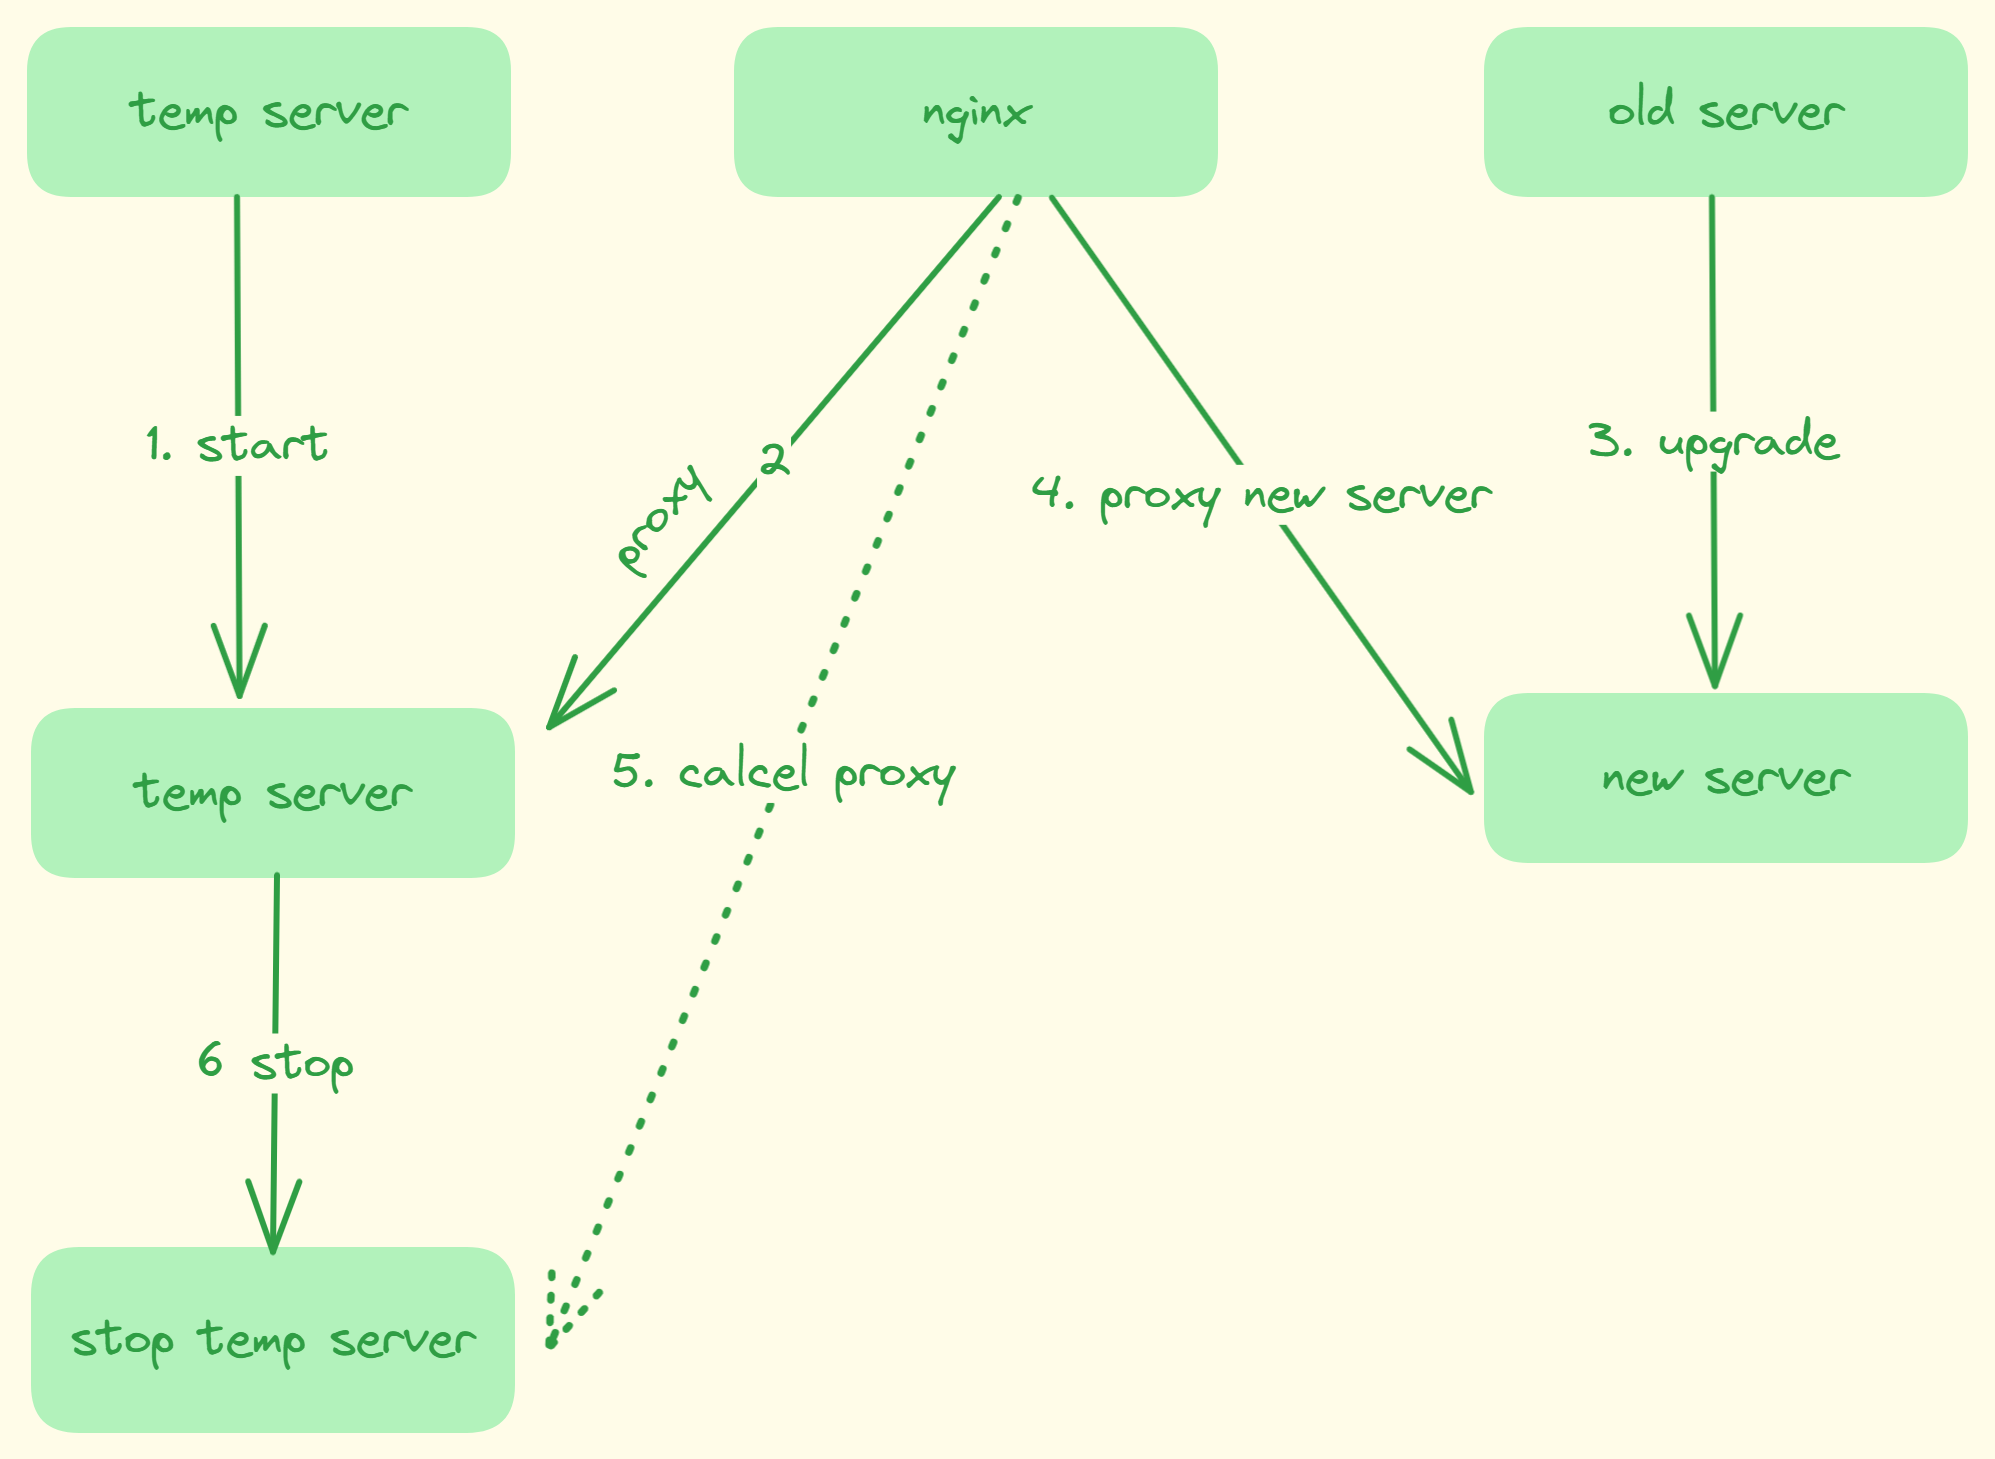 temp server
nginx
old server
1. start
proxy
2
4. proxy new server
3. upgrade
temp server
5. calcel proxy
new server
6 stop
stop temp server